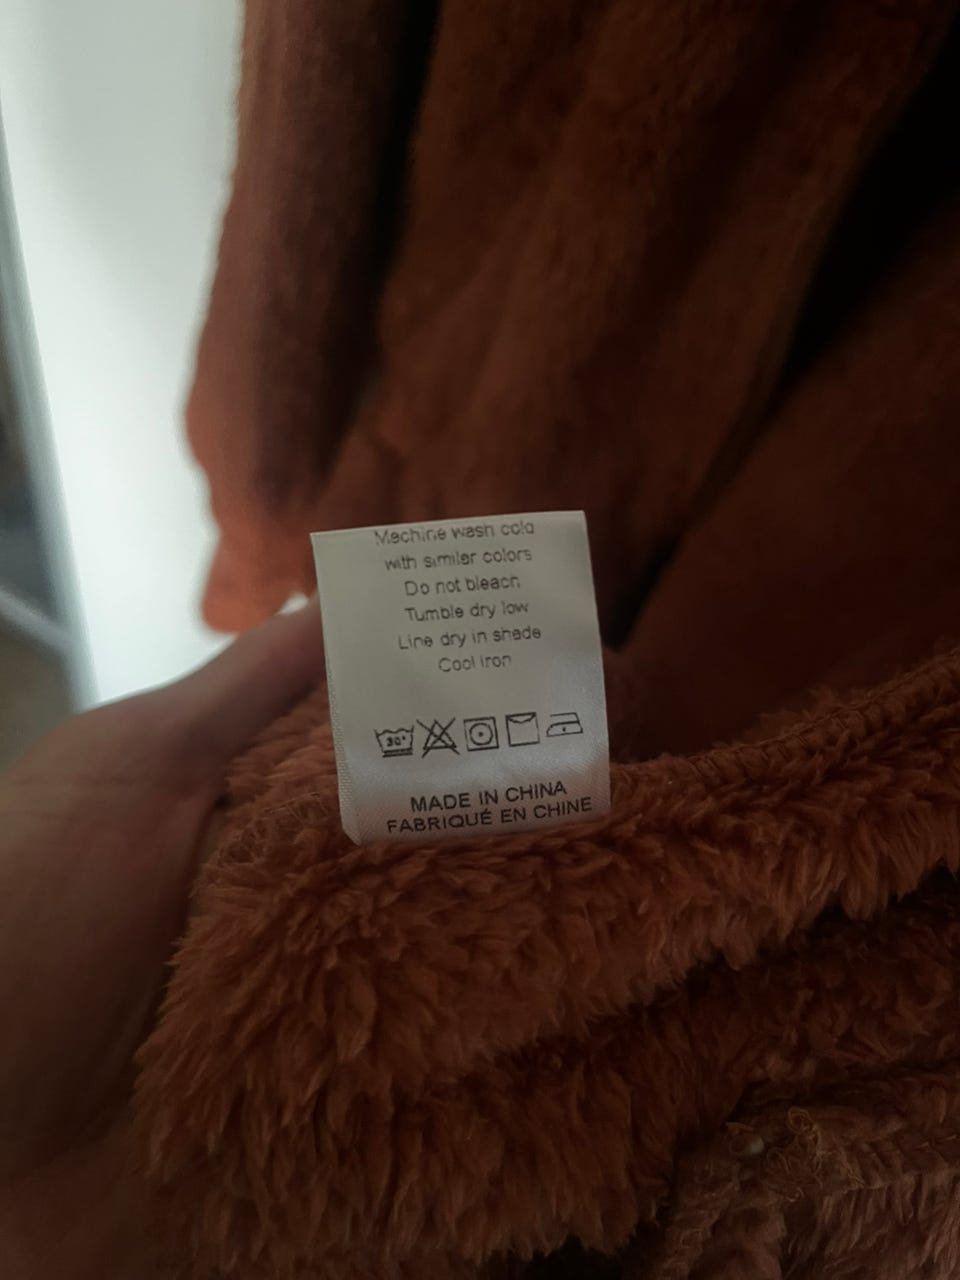 Machine wash cold
with similar colors
Do not bleach
Tumble dry low
Line dry in shade
Cool iron
30°
MADE IN CHINA
FABRIQUÉ EN CHINE